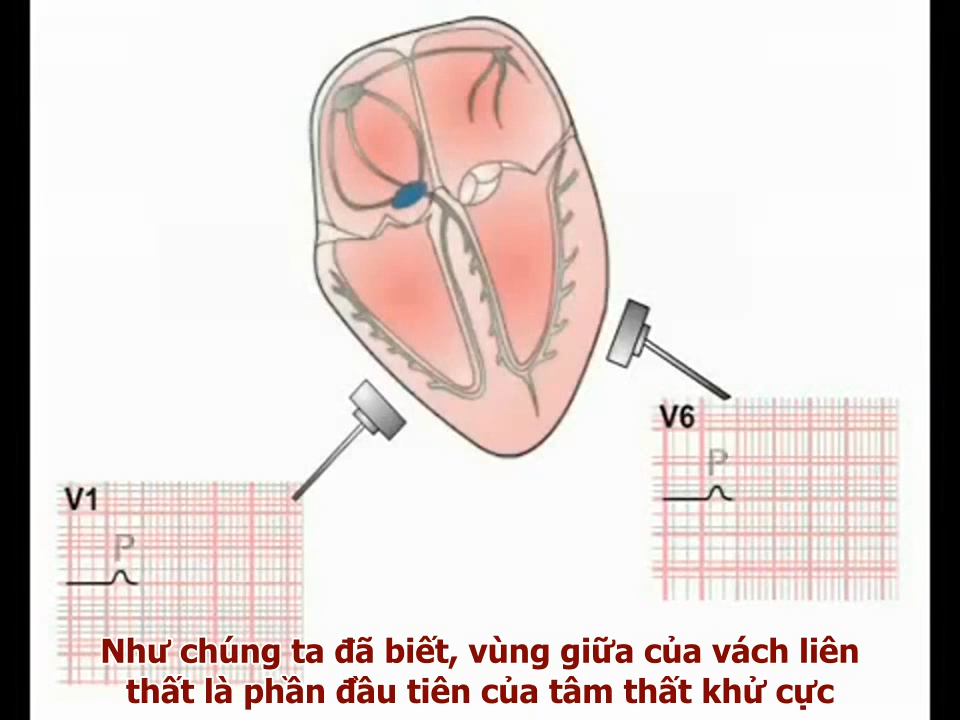 V6
P
V1
P
Như chúng ta đã biết, vùng giữa của vách liên
thất là phần đầu tiên của tâm thất khử cực